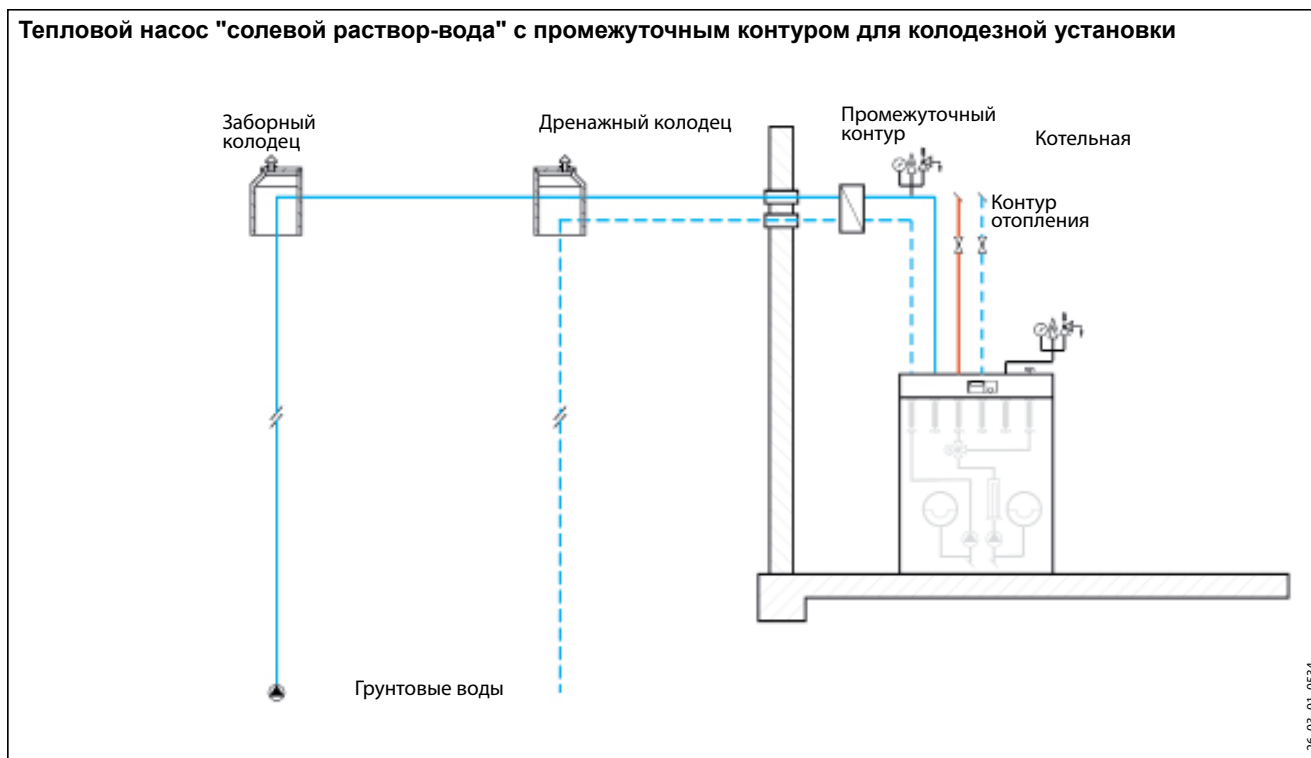 Тепловой насос "солевой раствор-вода" с промежуточным контуром для колодезной установки
Заборный
колодец
Дренажный колодец
Промежуточный
контур
Котельная
Контур
отопления
Грунтовые воды
26_03_01_0534